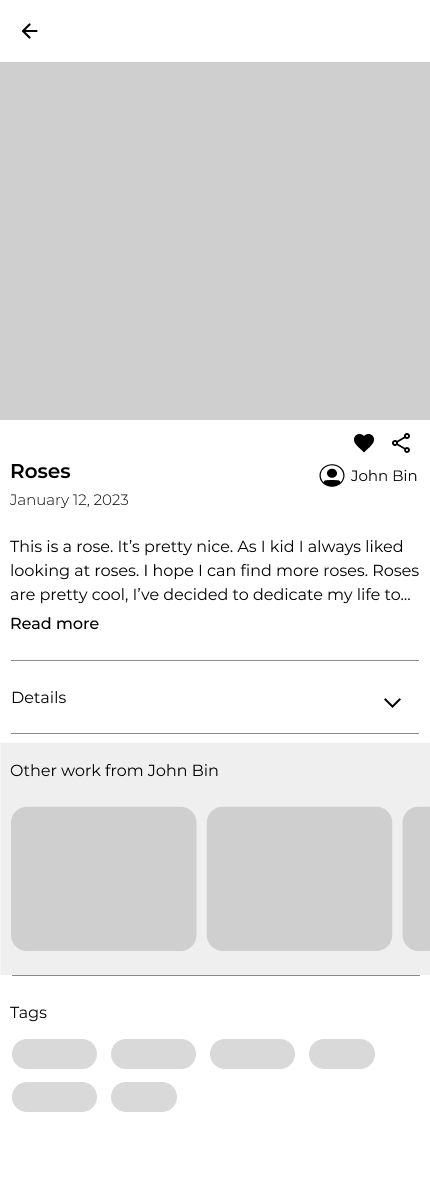 Roses
John Bin
January 12, 2023
This is a rose. It’s pretty nice. As I kid I always liked
looking at roses. I hope I can find more roses. Roses
are pretty cool, I’ve decided to dedicate my life to...
Read more
Details
Other work from John Bin
Tags